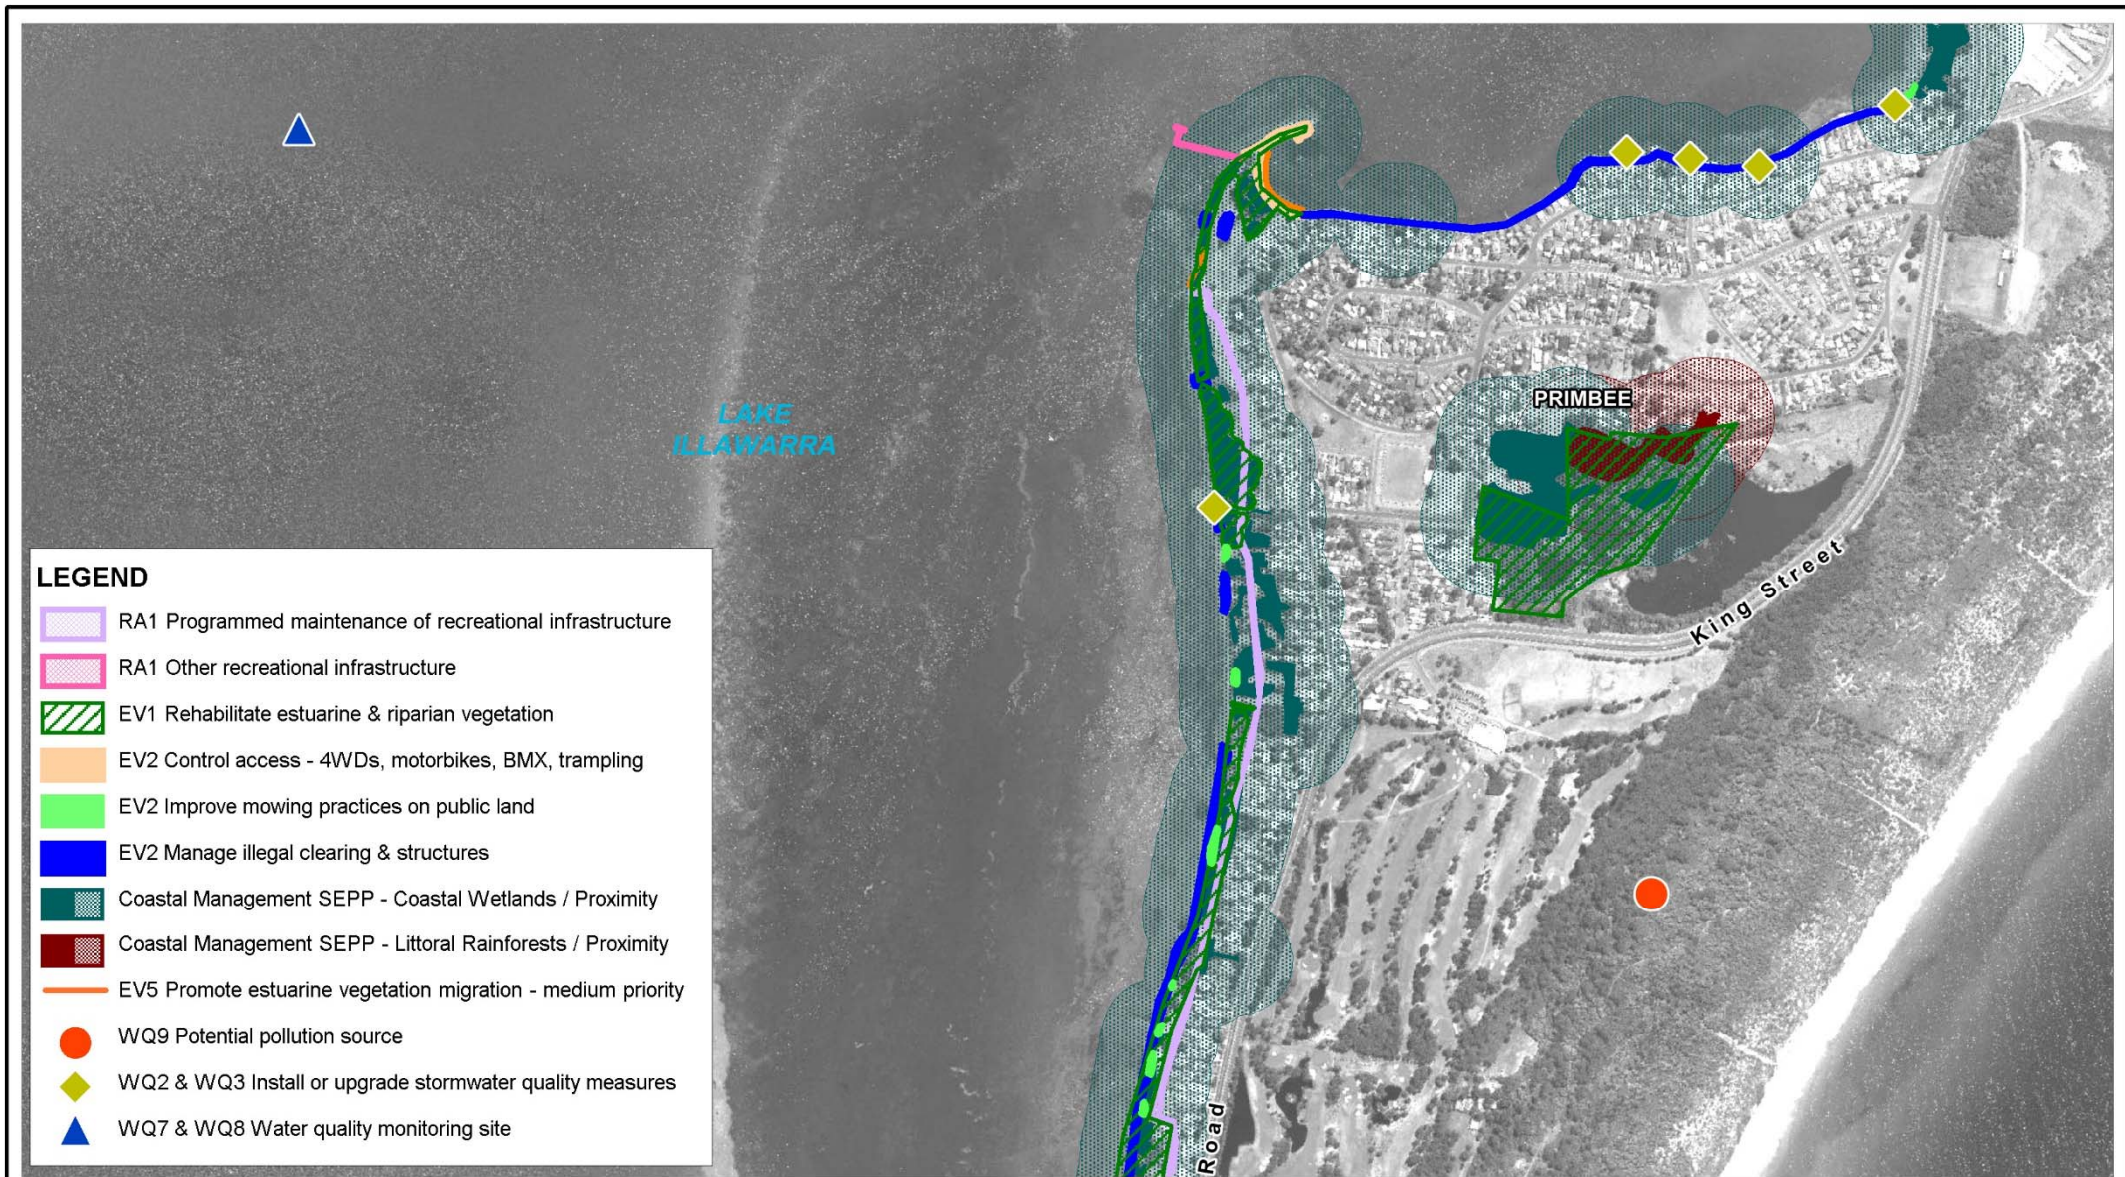 LAKE
ILLAWARRA
PRIMBEE
King Street
Road
LEGEND
RA1 Programmed maintenance of recreational infrastructure
RA1 Other recreational infrastructure
EV1 Rehabilitate estuarine & riparian vegetation
EV2 Control access - 4WDs, motorbikes, BMX, trampling
EV2 Improve mowing practices on public land
EV2 Manage illegal clearing & structures
Coastal Management SEPP - Coastal Wetlands / Proximity
Coastal Management SEPP - Littoral Rainforests / Proximity
EV5 Promote estuarine vegetation migration - medium priority
WQ9 Potential pollution source
WQ2 & WQ3 Install or upgrade stormwater quality measures
WQ7 & WQ8 Water quality monitoring site